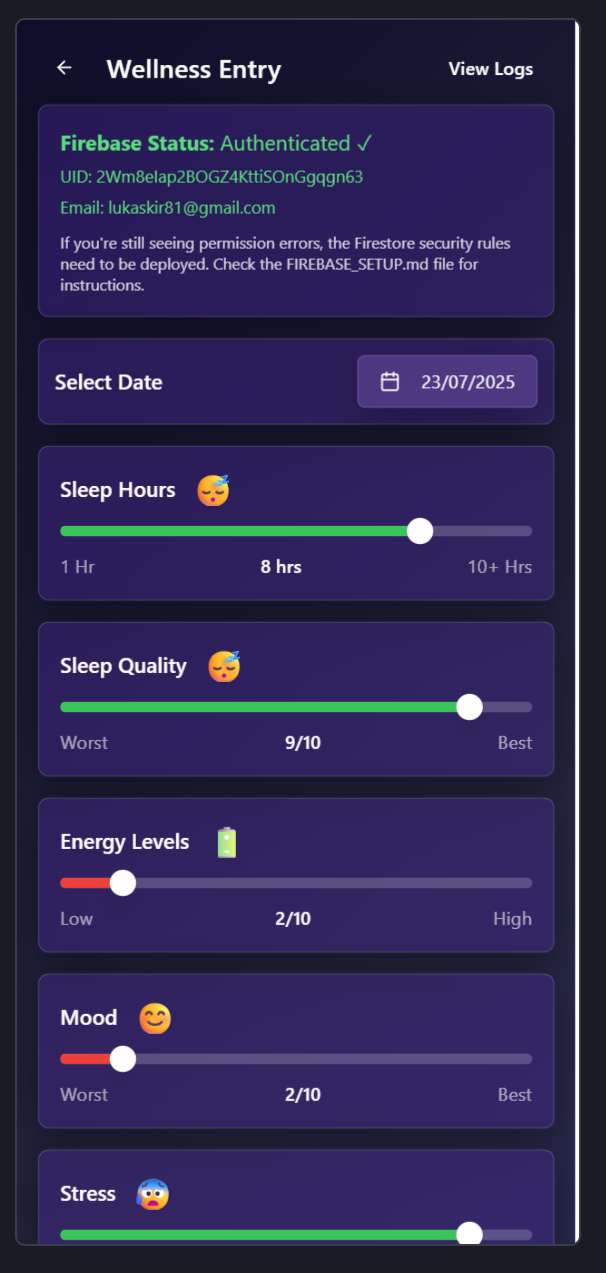 Wellness Entry
View Logs
Firebase Status: Authenticated ✓
UID: 2Wm8eIap2BOGZ4KttiSOnGgqgn63
Email: lukaskir81@gmail.com
If you're still seeing permission errors, the Firestore security rules
need to be deployed. Check the FIREBASE_SETUP.md file for
instructions.
Select Date
23/07/2025
Sleep Hours
1 Hr
8 hrs
10+ Hrs
Sleep Quality
Worst
9/10
Best
Energy Levels
Low
2/10
High
Mood
Worst
2/10
Best
Stress